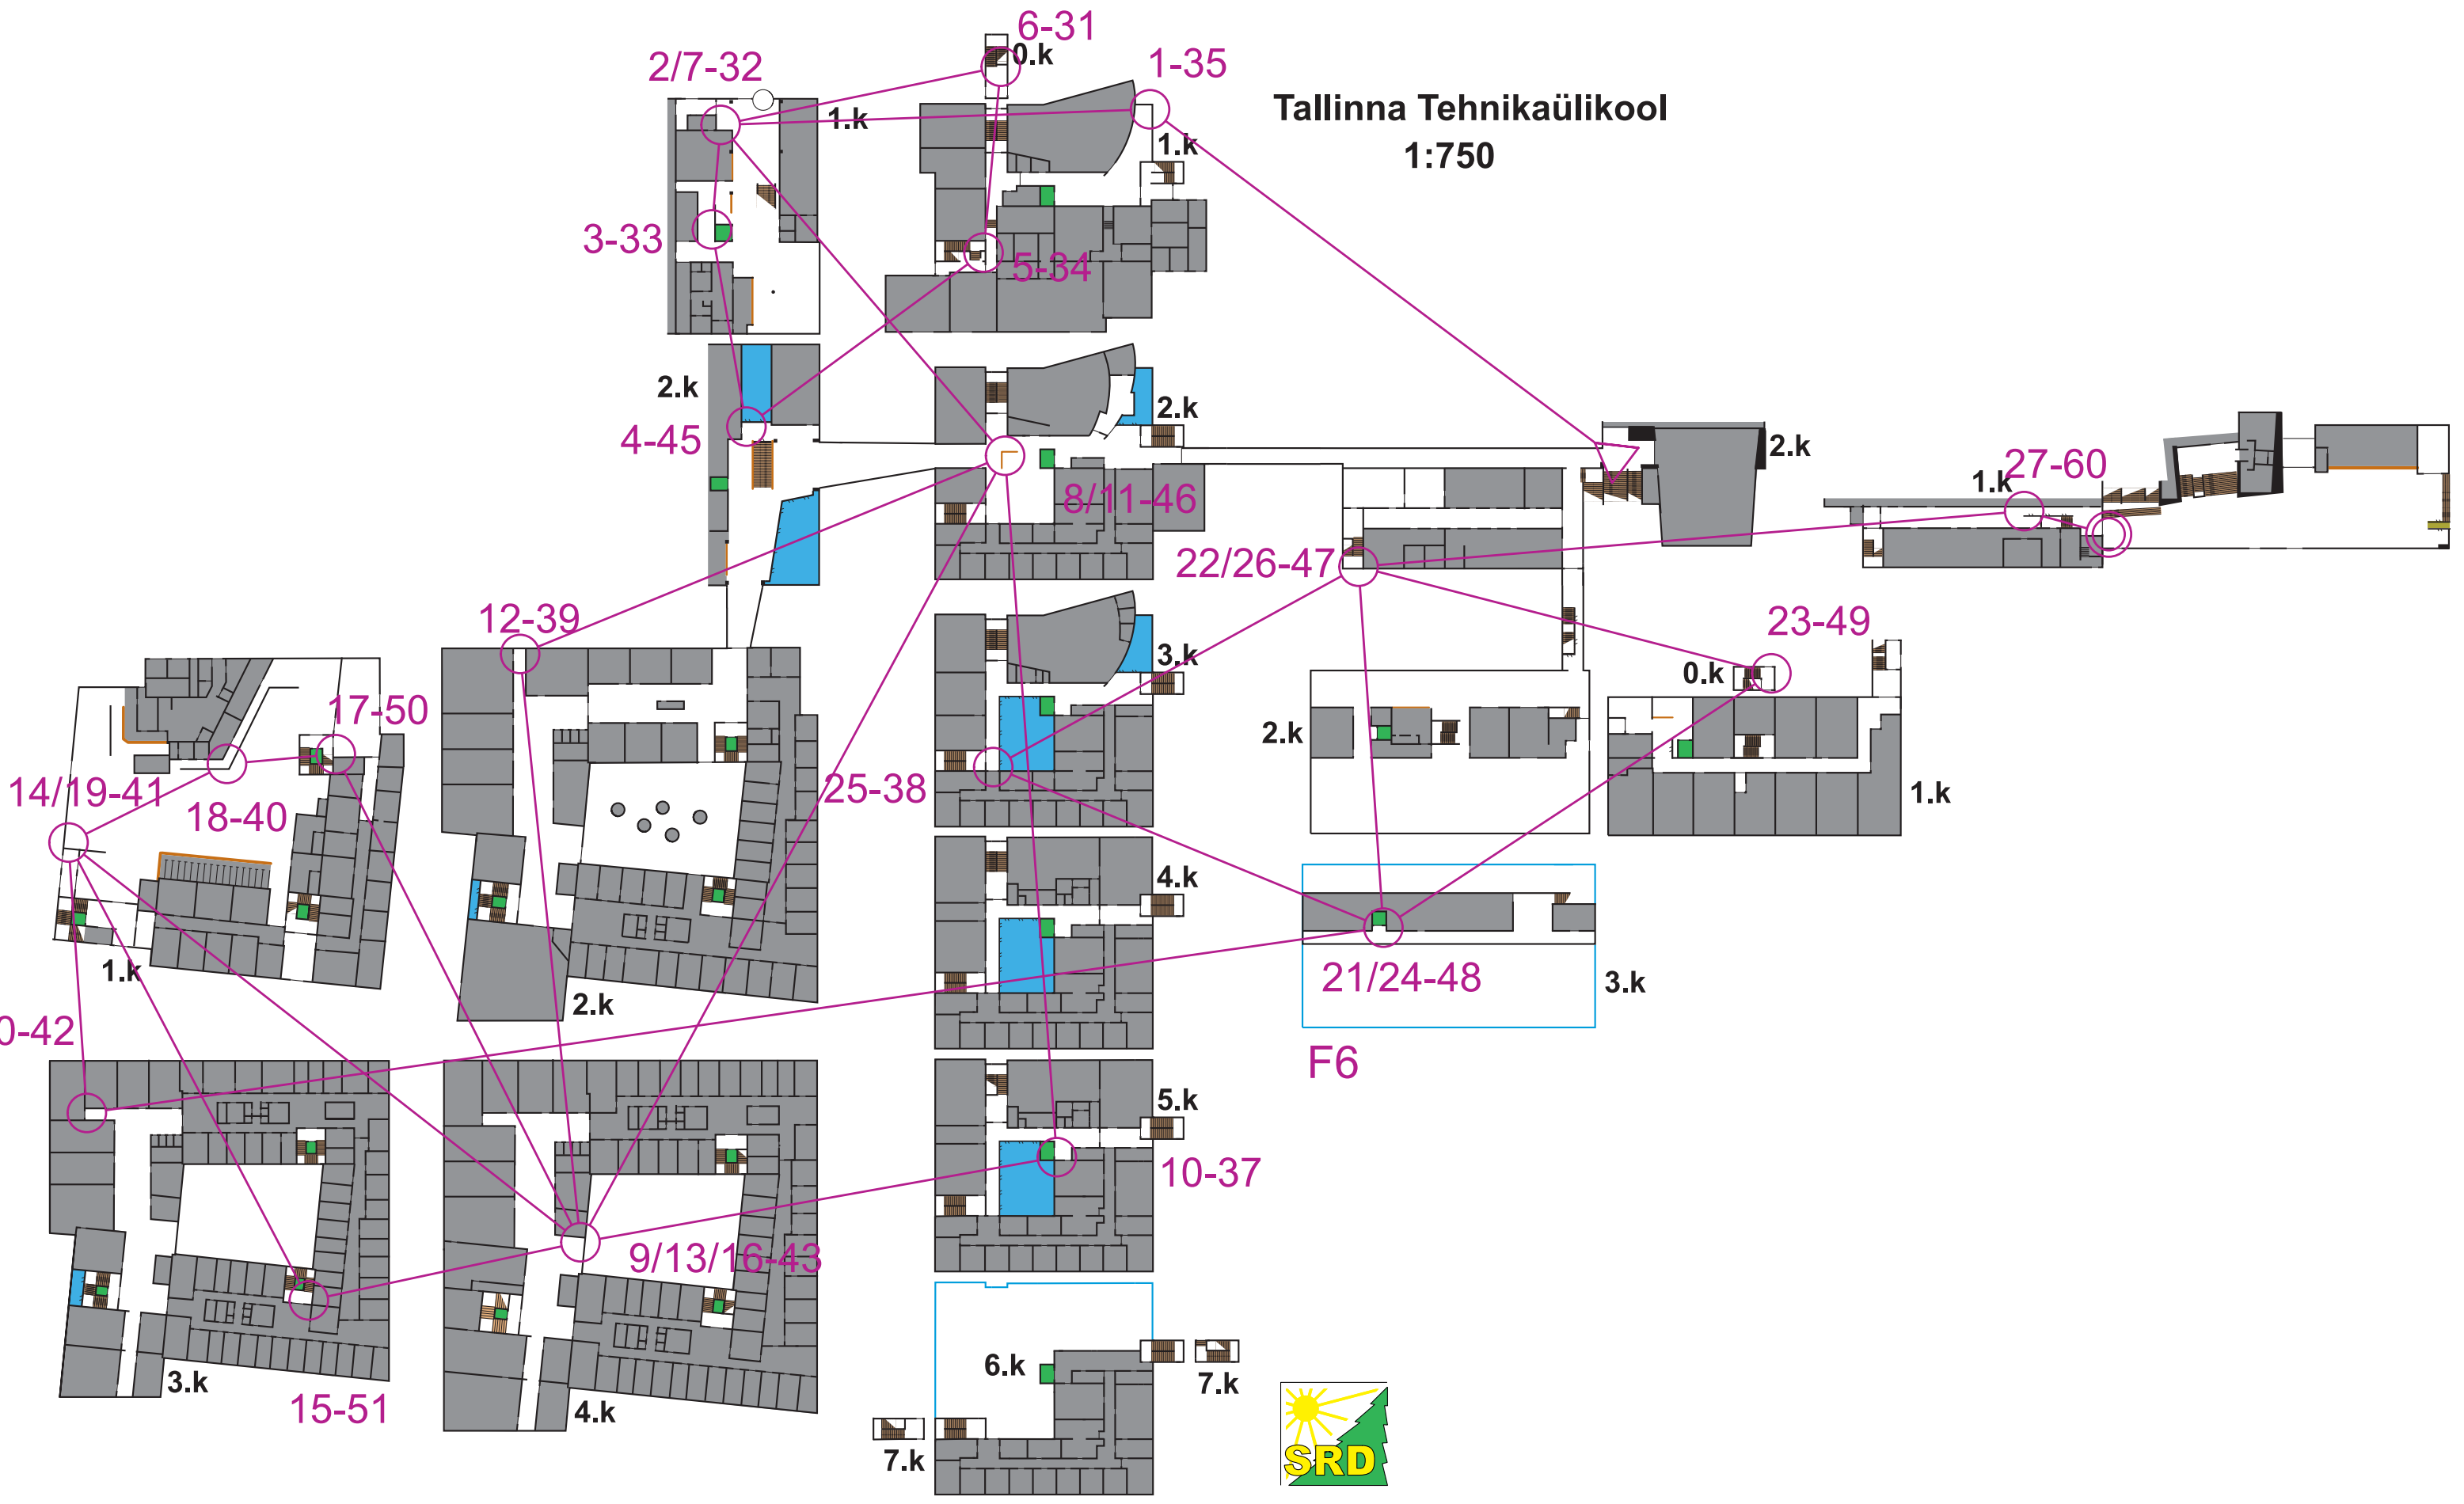 6-31
0.k
2/7-32
1-35
Tallinna Tehnikaülikool
1:750
1.k
1.k
3-33
5-34
2.k
2.k
4-45
2.k
8/11-46
1.k
27-60
22/26-47
12-39
23-49
3.k
0.k
17-50
2.k
14/19-41
25-38
18-40
1.k
4.k
1.k
21/24-48
3.k
2.k
0-42
F6
5.k
10-37
9/13/16-43
6.k
3.k
7.k
15-51
4.k
7.k
SRD